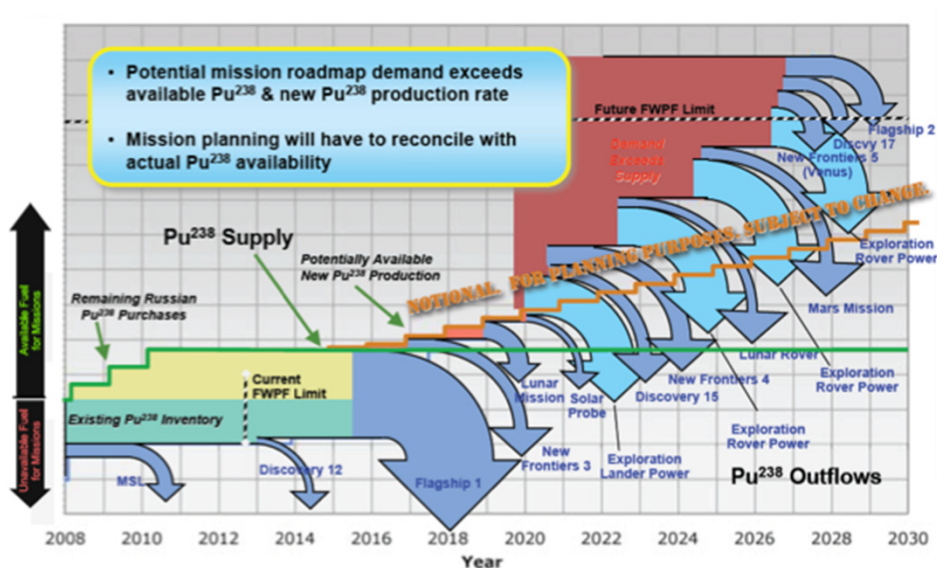 • Potential mission roadmap demand exceeds
available Pu²³⁸ & new Pu²³⁸ production rate
• Mission planning will have to reconcile with
actual Pu²³⁸ availability
Future FWPF Limit
Demand
Exceeds
Supply
Flagship 2
Discvy 17
New Frontiers 5
(Venus)
Pu²³⁸ Supply
Potentially Available
New Pu²³⁸ Production
NOTIONAL. FOR PLANNING PURPOSES. SUBJECT TO CHANGE.
Exploration
Rover Power
Remaining Russian
Pu²³⁸ Purchases
Mars Mission
Available Fuel
for Missions
Lunar Rover
Exploration
Rover Power
Current
FWPF Limit
Lunar
Mission
Solar
Probe
New Frontiers 4
Discovery 15
Existing Pu²³⁸ Inventory
Exploration
Rover Power
Unavailable Fuel
for Missions
New
Frontiers 3
Exploration
Lander Power
MSL
Discovery 12
Flagship 1
Pu²³⁸ Outflows
2008 2010 2012 2014 2016 2018 2020 2022 2024 2026 2028 2030
Year